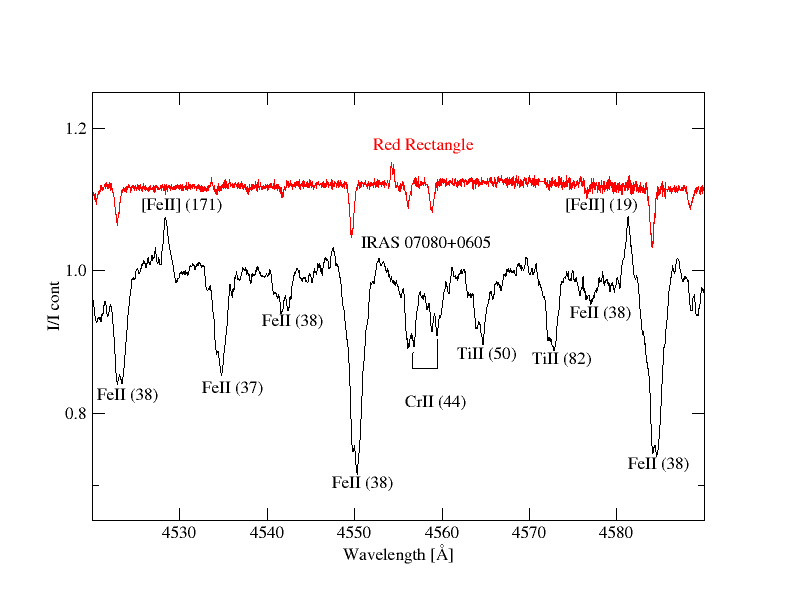 1.2
Red Rectangle
[FeII] (171)
[FeII] (19)
IRAS 07080+0605
1.0
I/I cont
FeII (38)
FeII (38)
TiII (50)
TiII (82)
FeII (38)
FeII (37)
CrII (44)
0.8
FeII (38)
FeII (38)
4530
4540
4550
4560
4570
4580
Wavelength [Å]